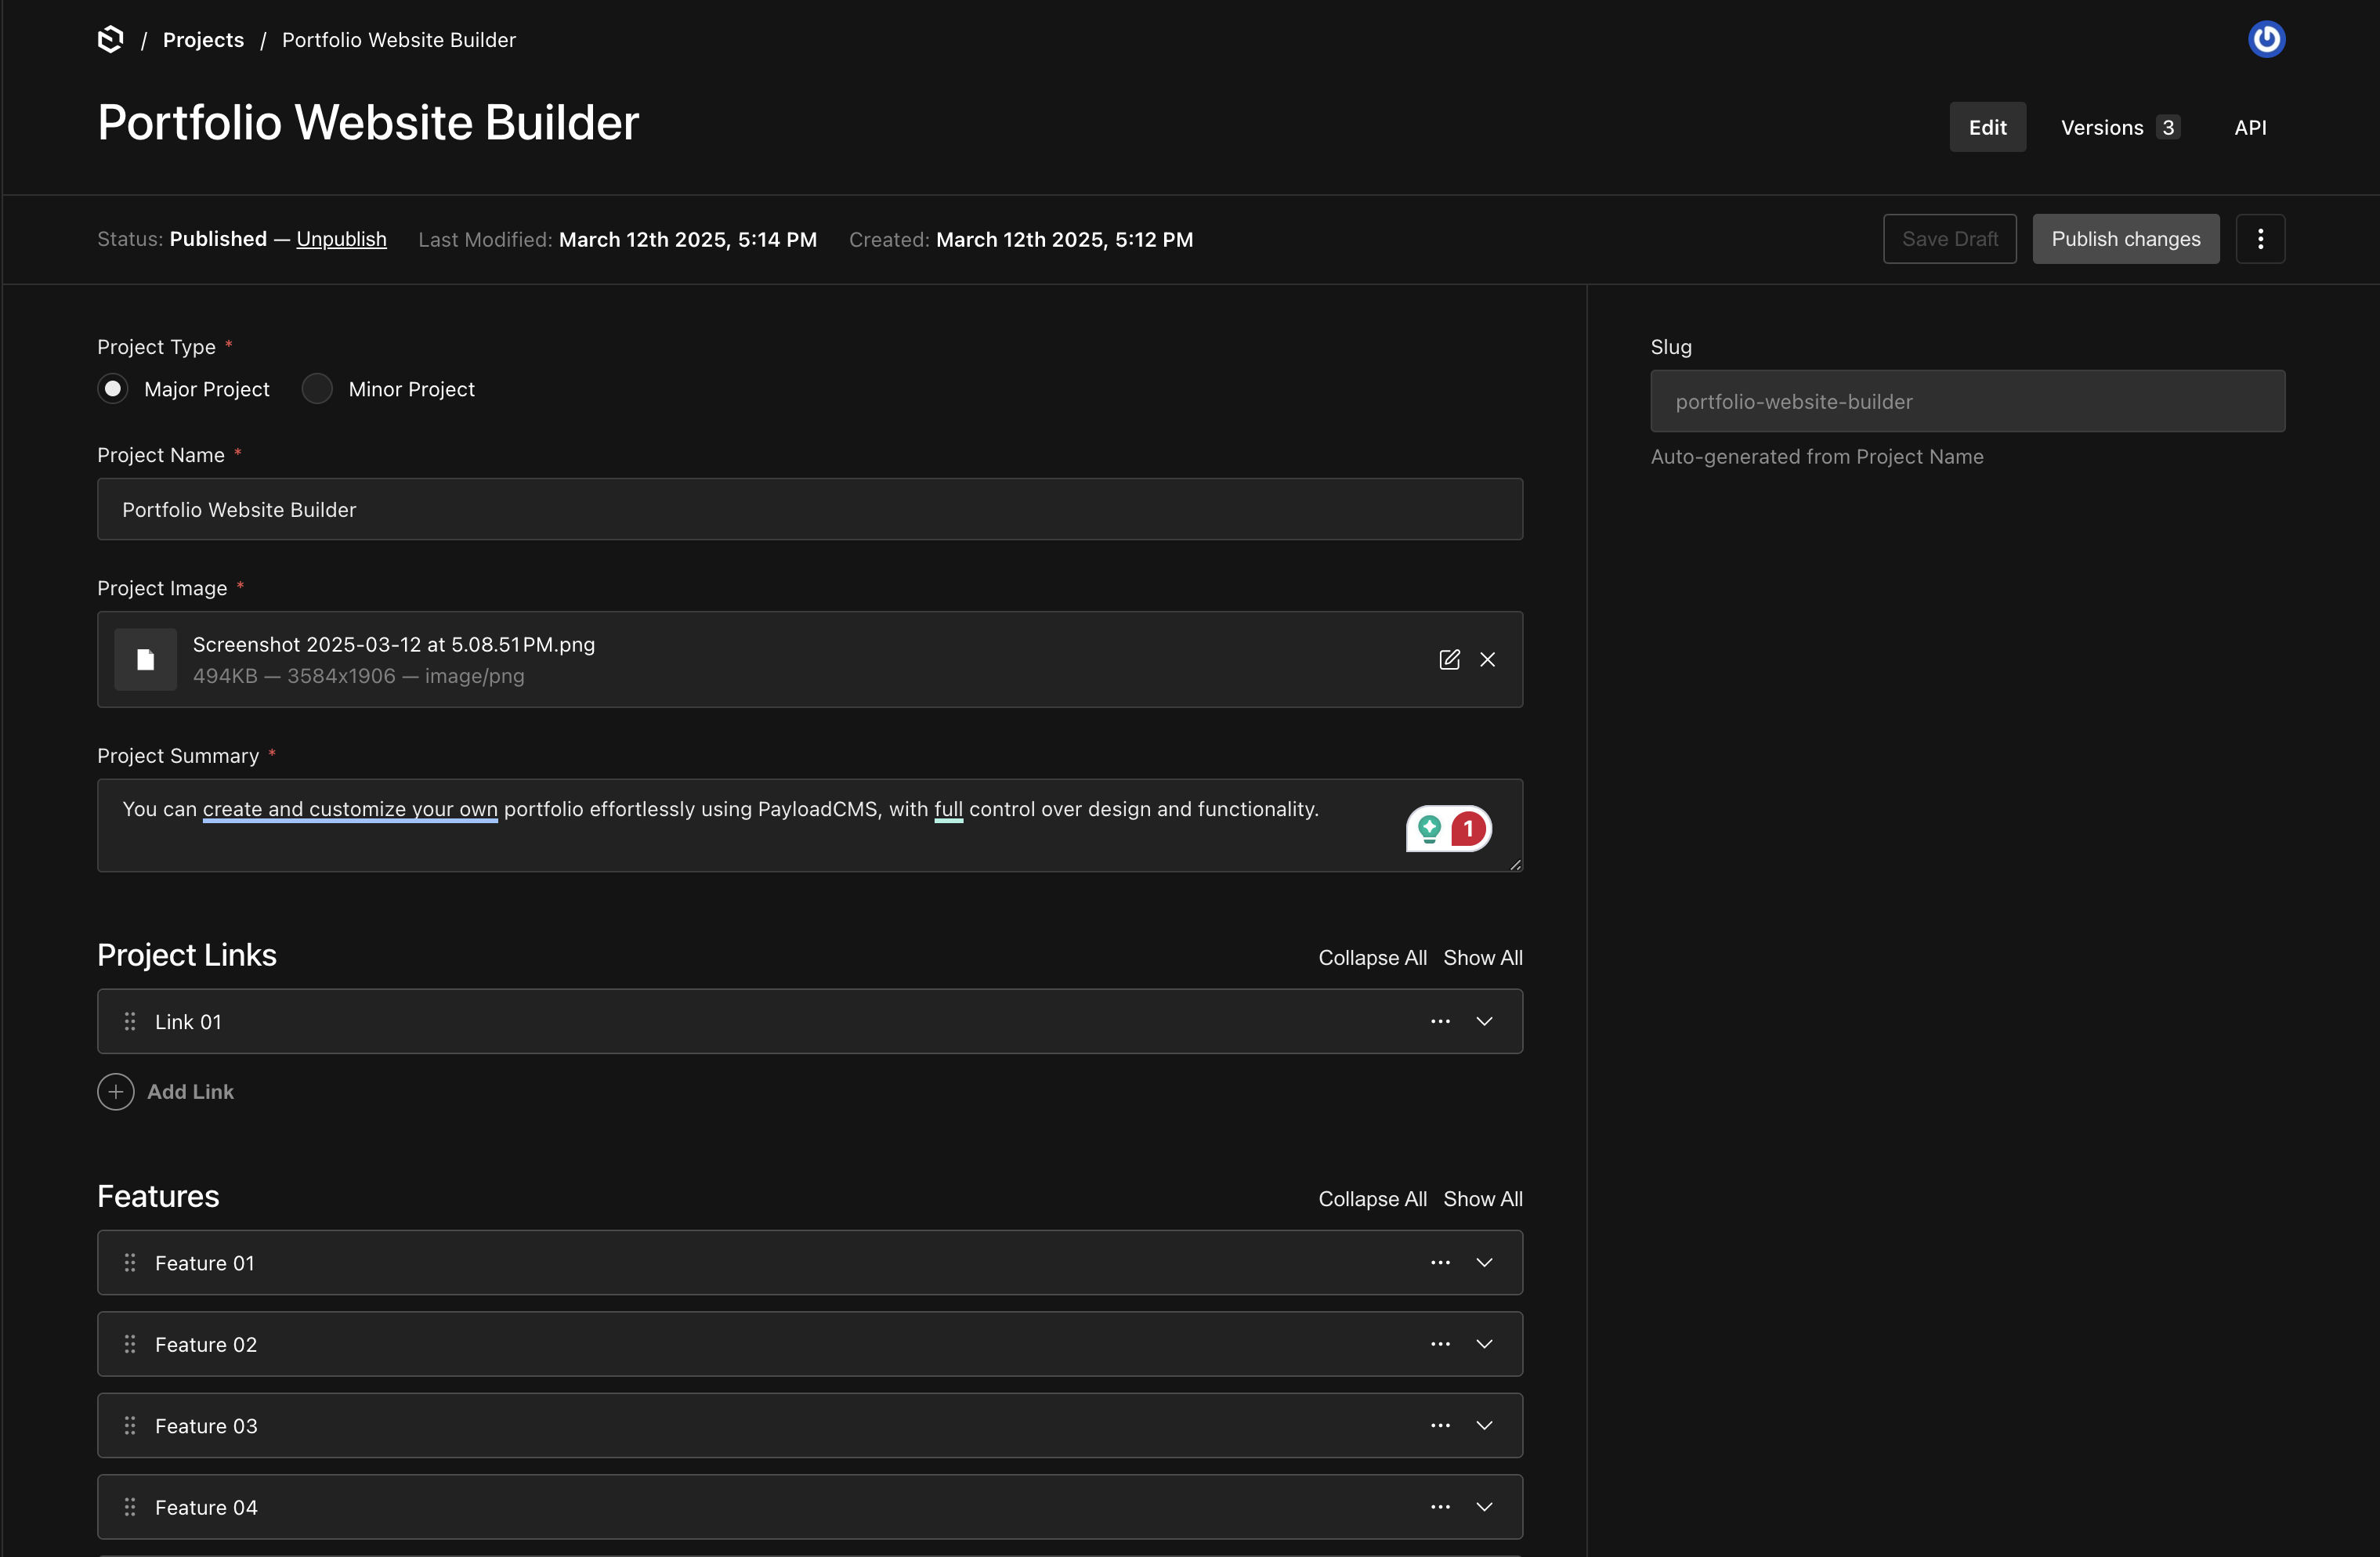 / Projects / Portfolio Website Builder
Portfolio Website Builder
Edit Versions 3 API
Status: Published — Unpublish Last Modified: March 12th 2025, 5:14 PM Created: March 12th 2025, 5:12 PM
Save Draft Publish changes
Project Type *
Major Project Minor Project
Project Name *
Portfolio Website Builder
Project Image *
Screenshot 2025-03-12 at 5.08.51 PM.png
494KB — 3584x1906 — image/png
Project Summary *
You can create and customize your own portfolio effortlessly using PayloadCMS, with full control over design and functionality.
1
Project Links
Collapse All Show All
Link 01
Add Link
Features
Collapse All Show All
Feature 01
Feature 02
Feature 03
Feature 04
Slug
portfolio-website-builder
Auto-generated from Project Name